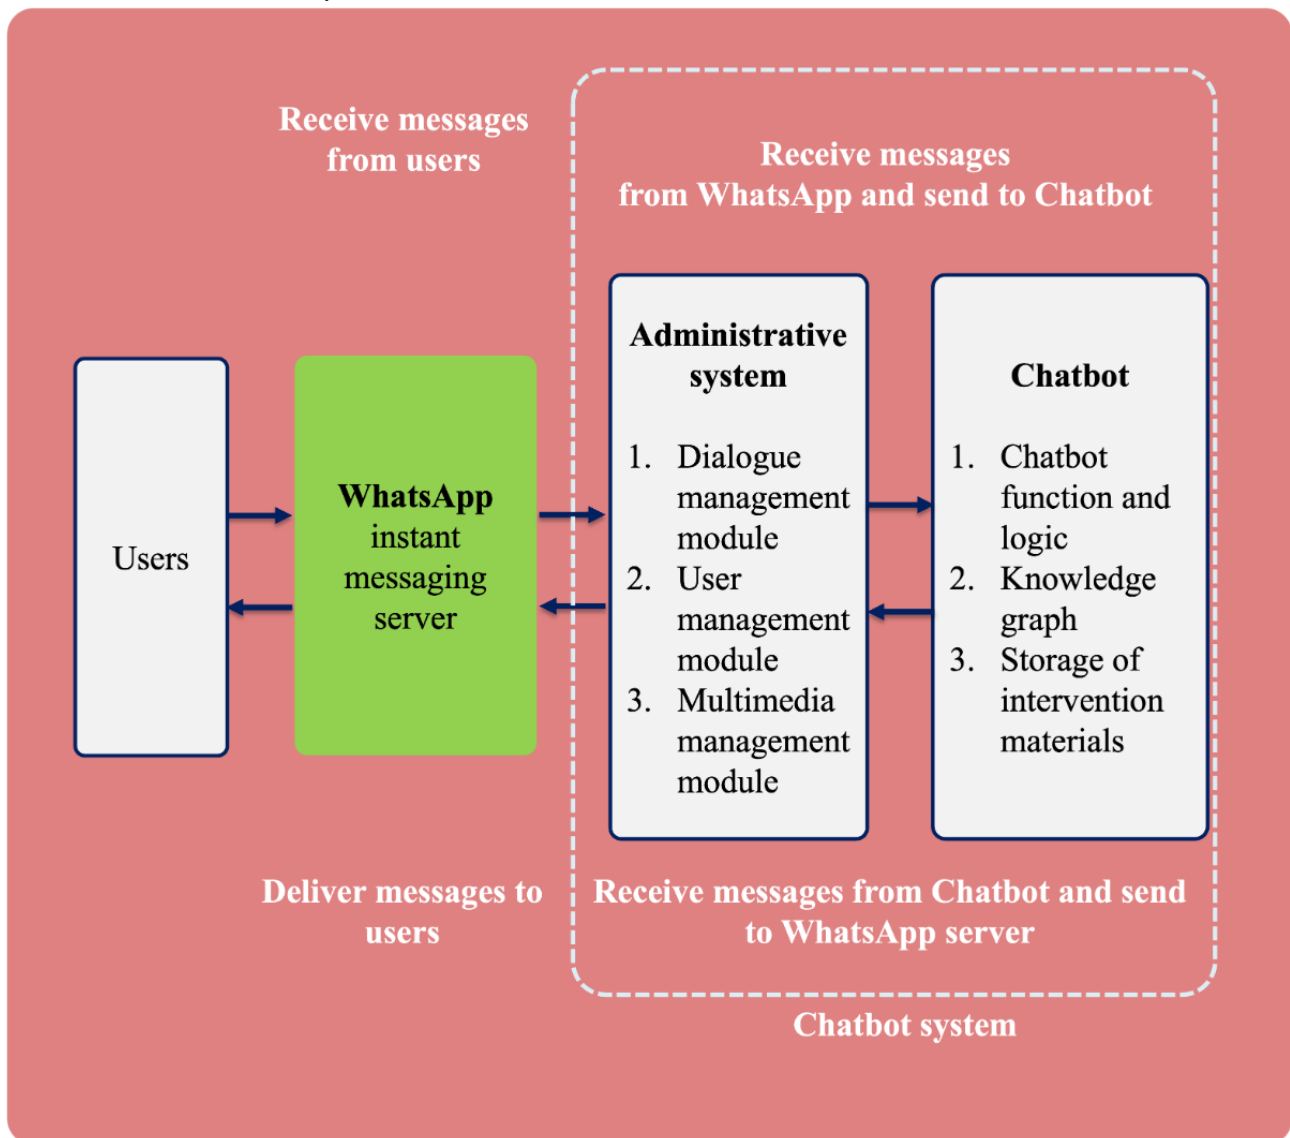 Receive messages
from users
Receive messages
from WhatsApp and send to Chatbot
Users
WhatsApp
instant
messaging
server
Administrative
system
1. Dialogue
management
module
2. User
management
module
3. Multimedia
management
module
Chatbot
1. Chatbot
function and
logic
2. Knowledge
graph
3. Storage of
intervention
materials
Deliver messages to
users
Receive messages from Chatbot and send
to WhatsApp server
Chatbot system